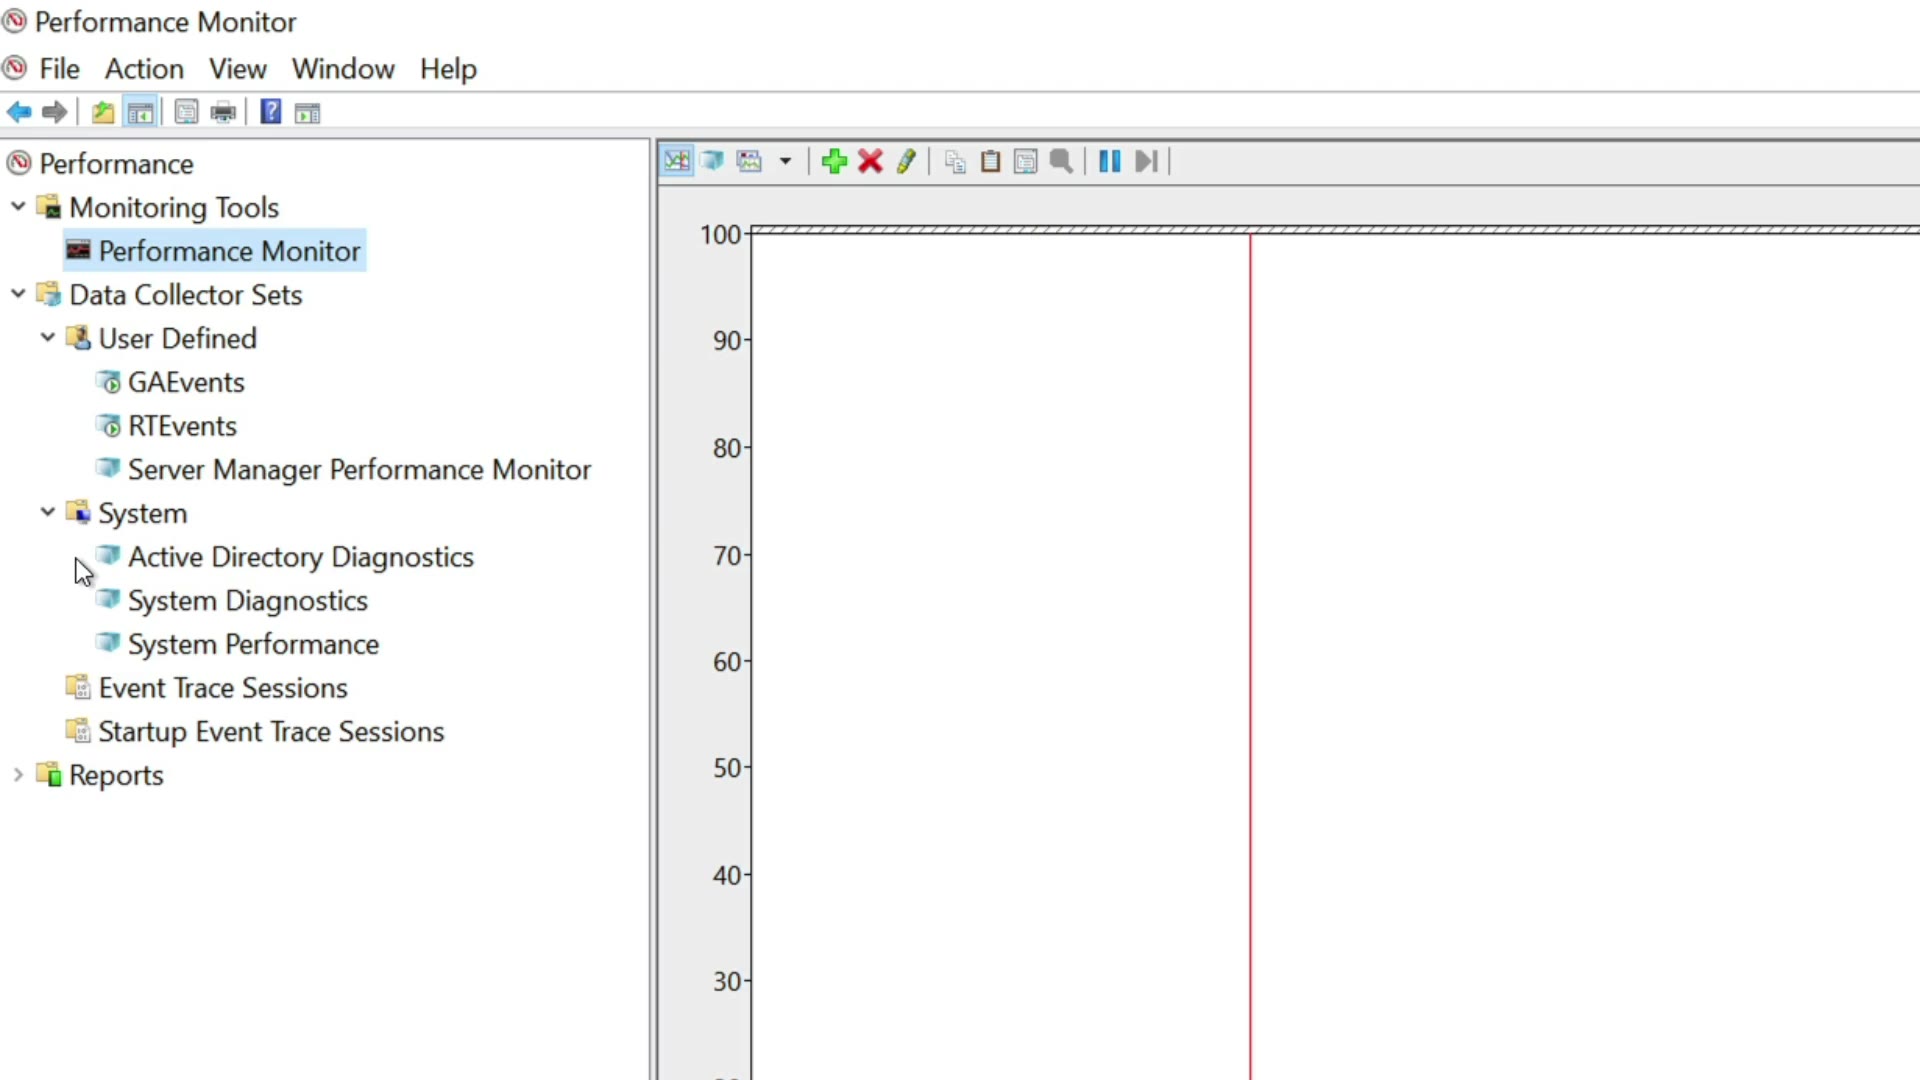 Performance Monitor
File Action View Window Help
Performance
Monitoring Tools
Performance Monitor
Data Collector Sets
User Defined
GAEvents
RTEvents
Server Manager Performance Monitor
System
Active Directory Diagnostics
System Diagnostics
System Performance
Event Trace Sessions
Startup Event Trace Sessions
Reports
100
90
80
70
60
50
40
30